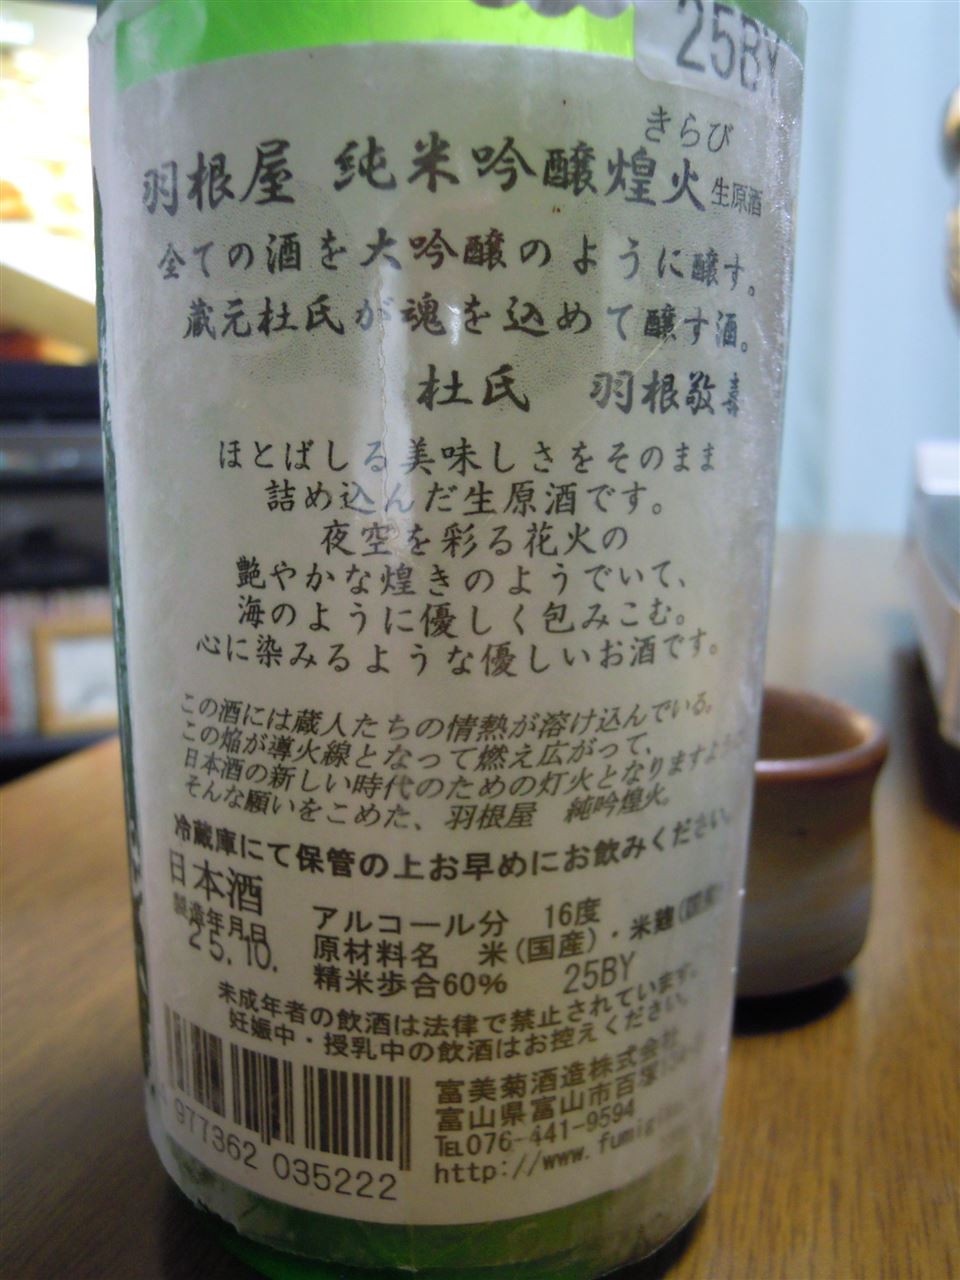 25BY
きらび
羽根屋 純米吟醸煌火 生原酒
全ての酒を大吟醸のように醸す。
蔵元杜氏が魂を込めて醸す酒。
杜氏 羽根敬喜
ほとばしる美味しさをそのまま
詰め込んだ生原酒です。
夜空を彩る花火の
艶やかな煌きのようでいて、
海のように優しく包みこむ。
心に染みるような優しいお酒です。
この酒には蔵人たちの情熱が溶け込んでいる。
この焔が導火線となって燃え広がって、
日本酒の新しい時代のための灯火となりますように
そんな願いをこめた、羽根屋 純吟煌火。
冷蔵庫にて保管の上お早めにお飲みください。
日本酒
製造年月日
25.10.
アルコール分 16度
原材料名 米(国産)・米麹(国産)
精米歩合60% 25BY
未成年者の飲酒は法律で禁止されています。
妊娠中・授乳中の飲酒はお控えください。
富美菊酒造株式会社
富山県富山市百塚134-
TEL076-441-9594
http://www.fumigi
977362 035222